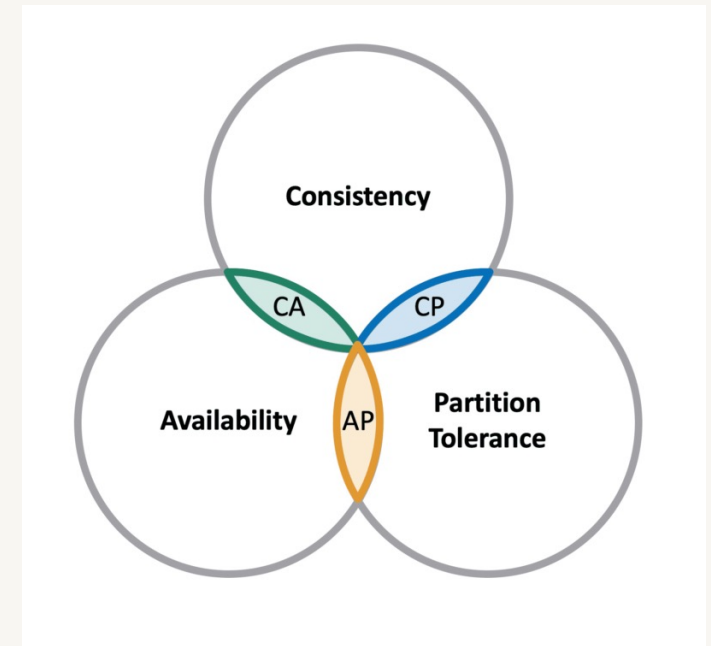 Consistency
CA
CP
Availability
AP
Partition
Tolerance